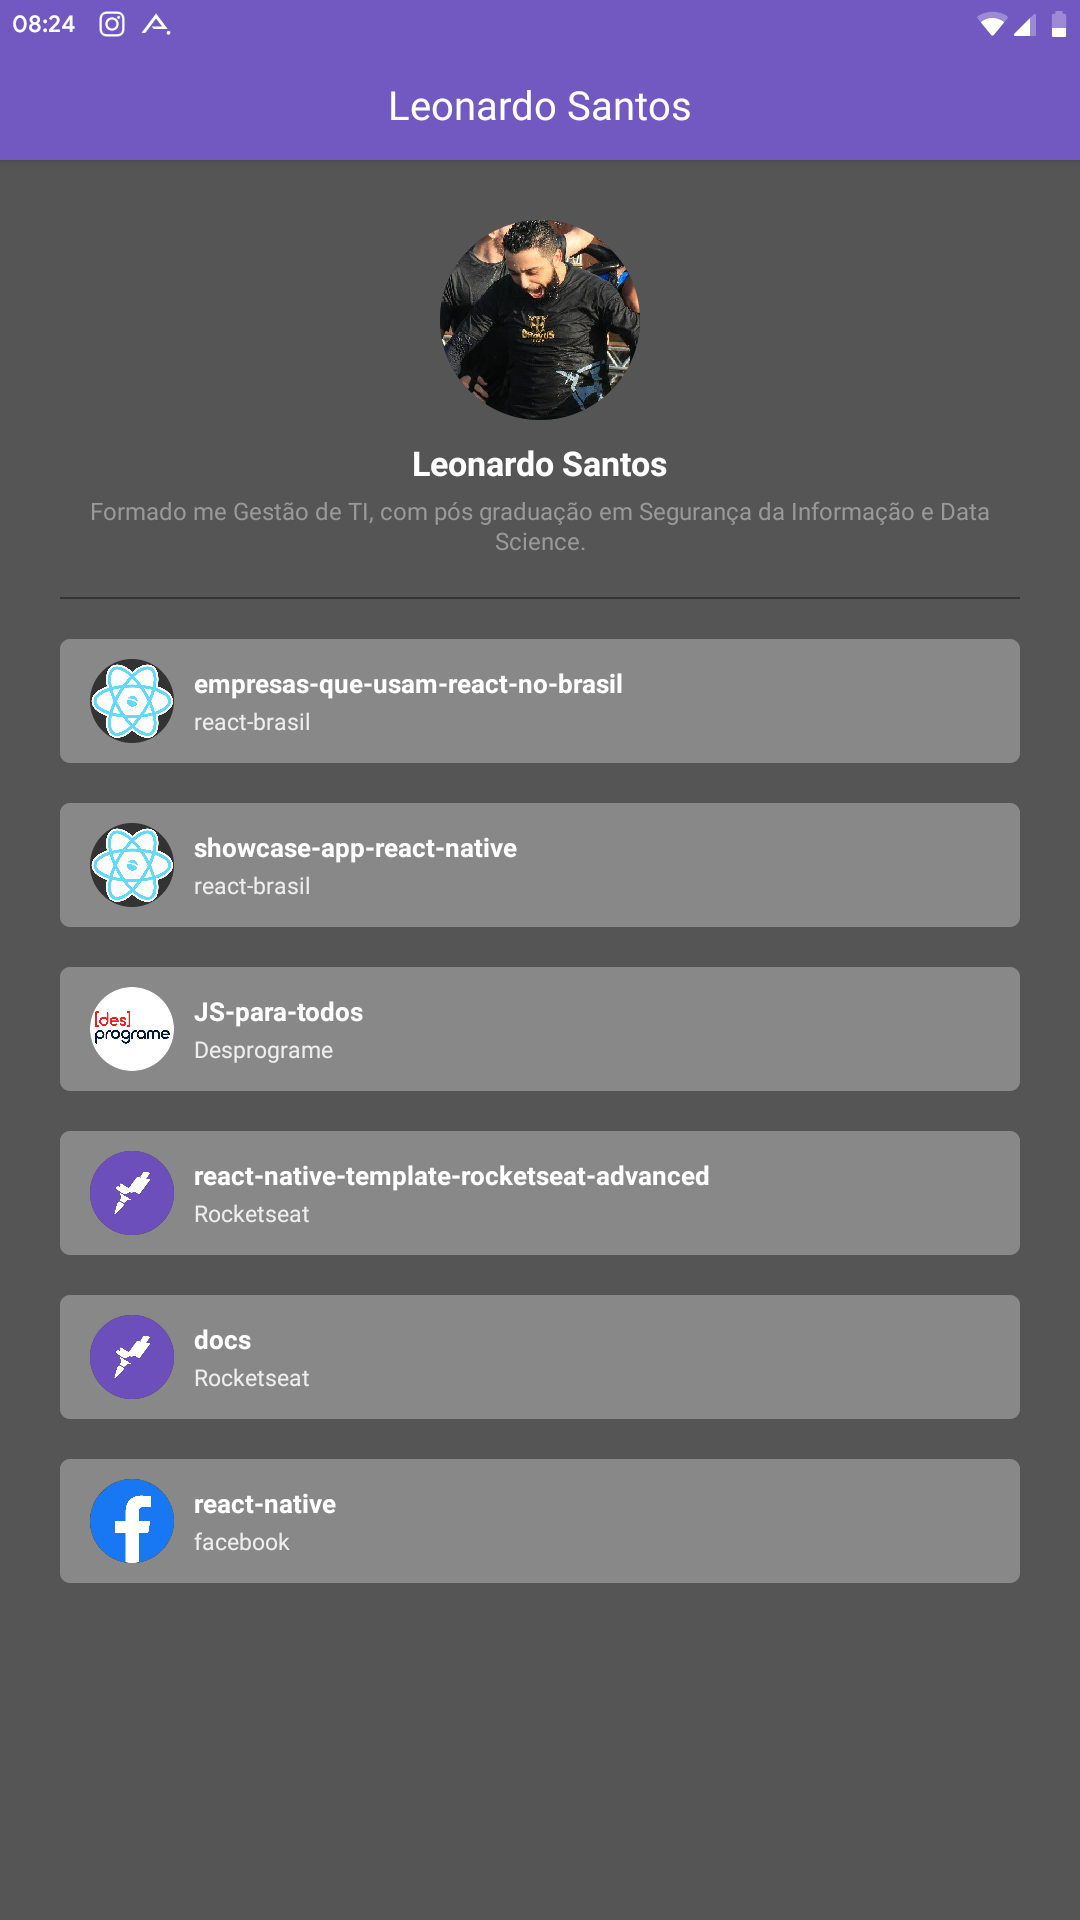 08:24
Leonardo Santos
Leonardo Santos
Formado me Gestão de TI, com pós graduação em Segurança da Informação e Data
Science.
empresas-que-usam-react-no-brasil
react-brasil
showcase-app-react-native
react-brasil
[des]
programe
JS-para-todos
Desprograme
react-native-template-rocketseat-advanced
Rocketseat
docs
Rocketseat
react-native
facebook